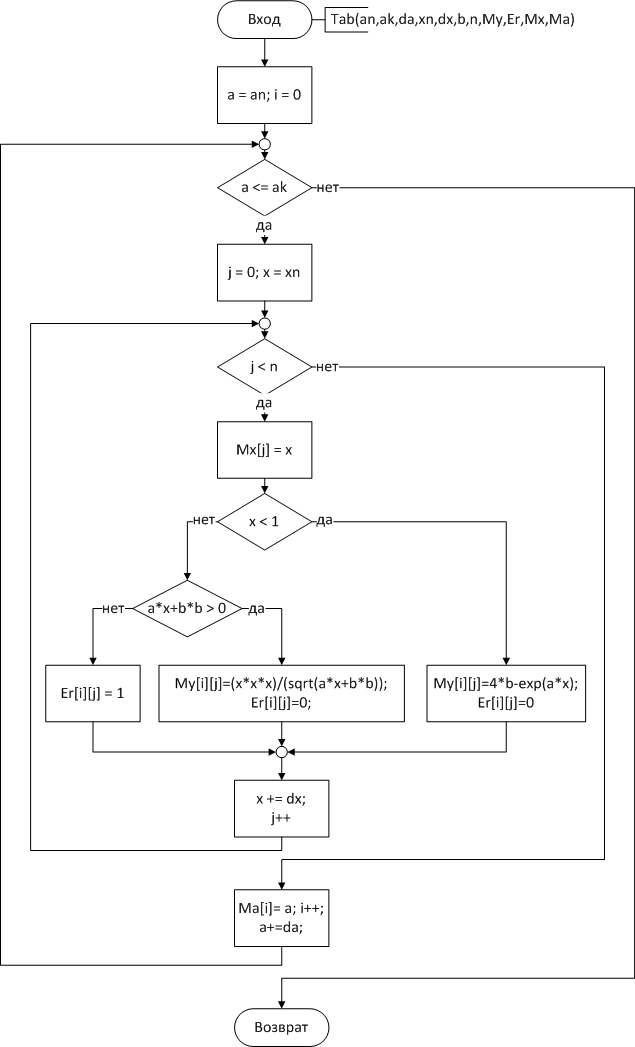 Вход
Tab(an,ak,da,xn,dx,b,n,My,Er,Mx,Ma)
a = an; i = 0
a <= ak
нет
да
j = 0; x = xn
j < n
нет
да
Mx[j] = x
нет
x < 1
да
нет
a*x+b*b > 0
да
Er[i][j] = 1
My[i][j]=(x*x*x)/(sqrt(a*x+b*b));
Er[i][j]=0;
My[i][j]=4*b-exp(a*x);
Er[i][j]=0
x += dx;
j++
Ma[i]= a; i++;
a+=da;
Возврат